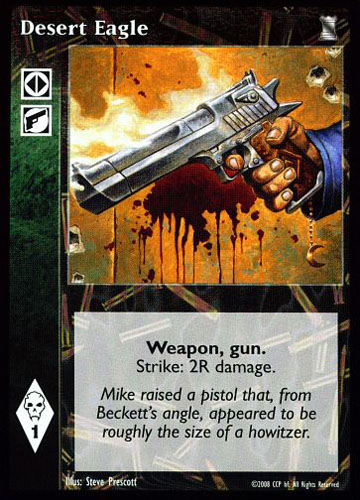 Desert Eagle
Weapon, gun.
Strike: 2R damage.
Mike raised a pistol that, from
Beckett's angle, appeared to be
roughly the size of a howitzer.
1
Illus: Steve Prescott
©2008 CCP hf. All Rights Reserved